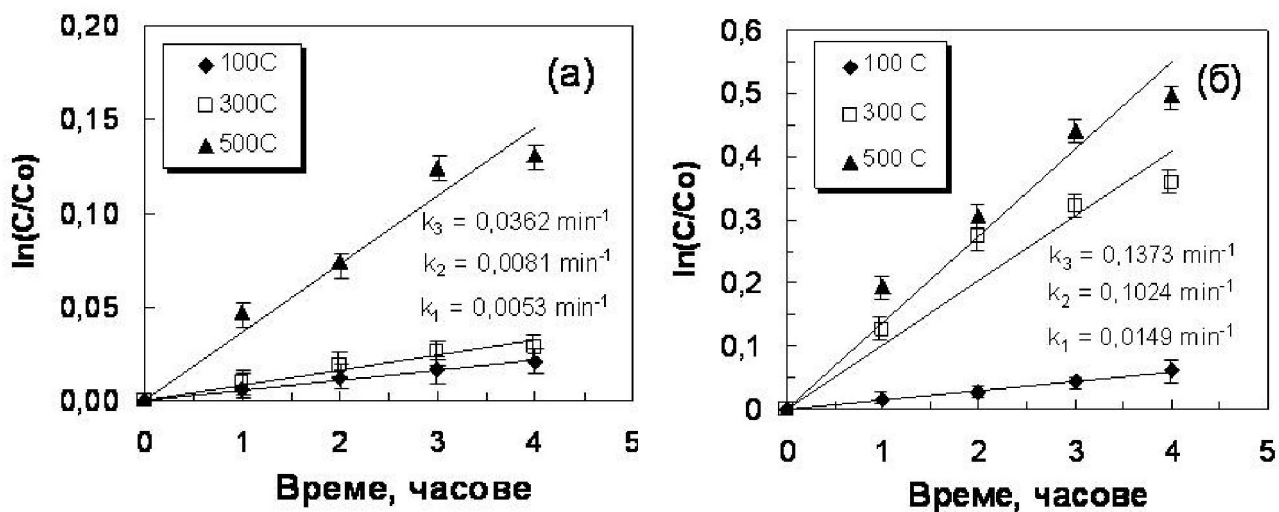 ln(C/Co)
0,20
0,15
0,10
0,05
0,00
100C
300C
500C
(а)
k3 = 0,0362 min-1
k2 = 0,0081 min-1
k1 = 0,0053 min-1
0 1 2 3 4 5
Време, часове
ln(C/Co)
0,6
0,5
0,4
0,3
0,2
0,1
0
100 C
300 C
500 C
(б)
k3 = 0,1373 min-1
k2 = 0,1024 min-1
k1 = 0,0149 min-1
0 1 2 3 4 5
Време, часове